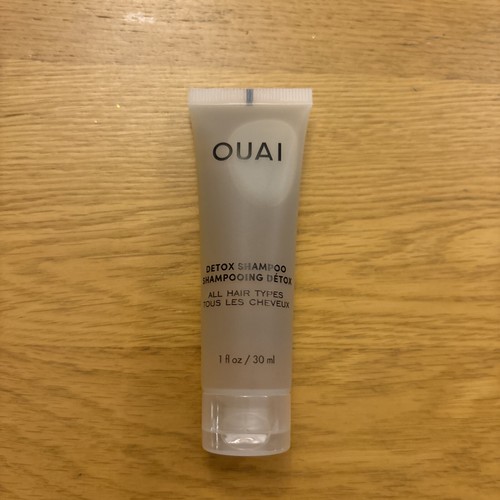 OUAI
DETOX SHAMPOO
SHAMPOOING DÉTOX
ALL HAIR TYPES
TOUS LES CHEVEUX
1 fl oz / 30 ml